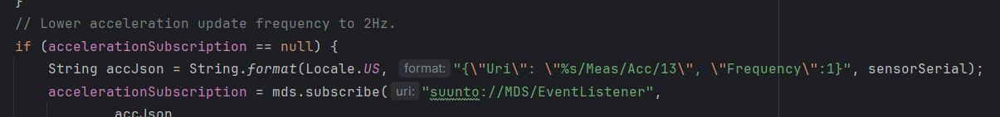 }
// Lower acceleration update frequency to 2Hz.
if (accelerationSubscription == null) {
String accJson = String.format(Locale.US, format: "{\"Uri\": \"%s/Meas/Acc/13\", \"Frequency\":1}", sensorSerial);
accelerationSubscription = mds.subscribe( uri: "suunto://MDS/EventListener",
accJson